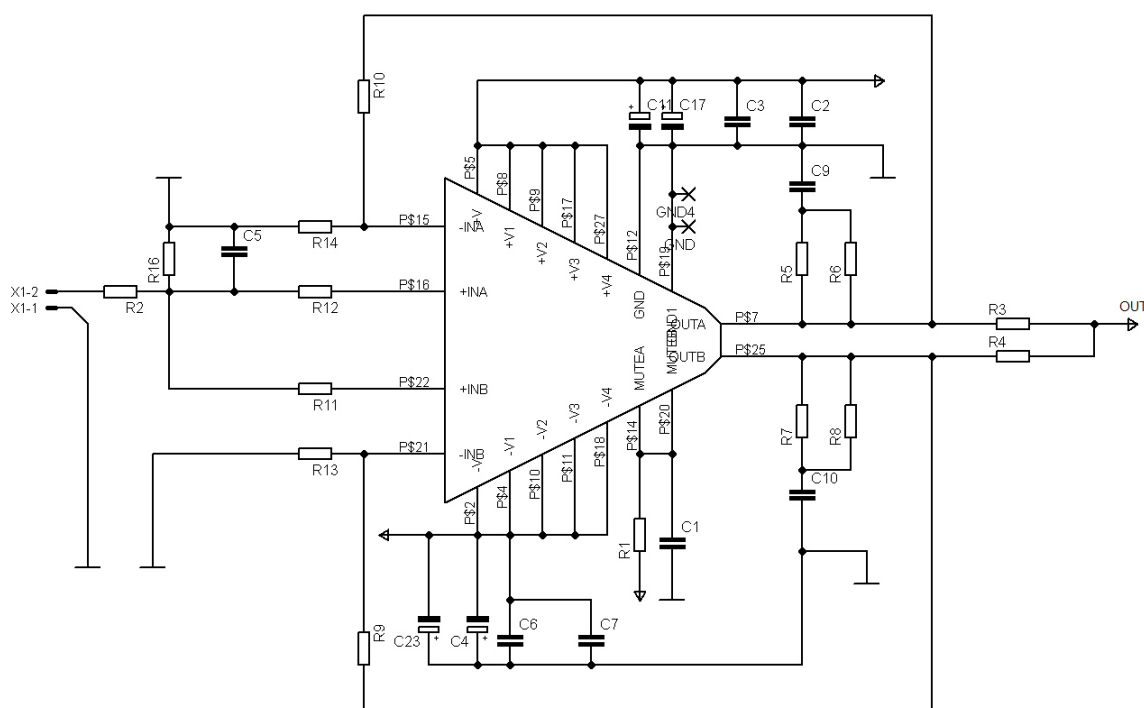 R10
C11
C17
C3
C2
P$5
P$8
P$9
P$17
P$27
C9
+V
+V1
+V2
+V3
+V4
P$12
GND4
GND
P$19
P$15
-INA
R14
C5
R16
R5
R6
X1-2
X1-1
R2
R12
P$16
+INA
GND
GND1
OUTA
P$7
R3
OUT
OUTB
P$25
R4
MUTEA
MUTEB
R11
P$22
+INB
R13
P$21
-INB
-V
-V1
-V2
-V3
-V4
P$2
P$4
P$10
P$11
P$18
P$14
P$20
R7
R8
C10
R1
C1
R9
C23
C4
C6
C7